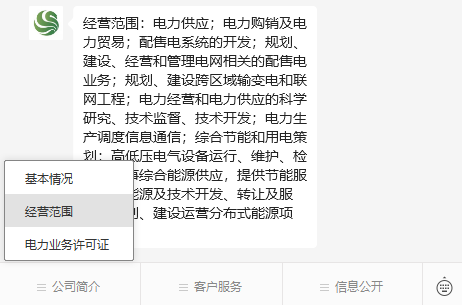 经营范围：电力供应；电力购销及电
力贸易；配售电系统的开发；规划、
建设、经营和管理电网相关的配售电
业务；规划、建设跨区域输变电和联
网工程；电力经营和电力供应的科学
研究、技术监督、技术开发；电力生
产调度信息通信；综合节能和用电策
划；高低压电气设备运行、维护、检
综合能源供应，提供节能服
能源及技术开发、转让及服
、建设运营分布式能源项
基本情况
经营范围
电力业务许可证
公司简介
客户服务
信息公开